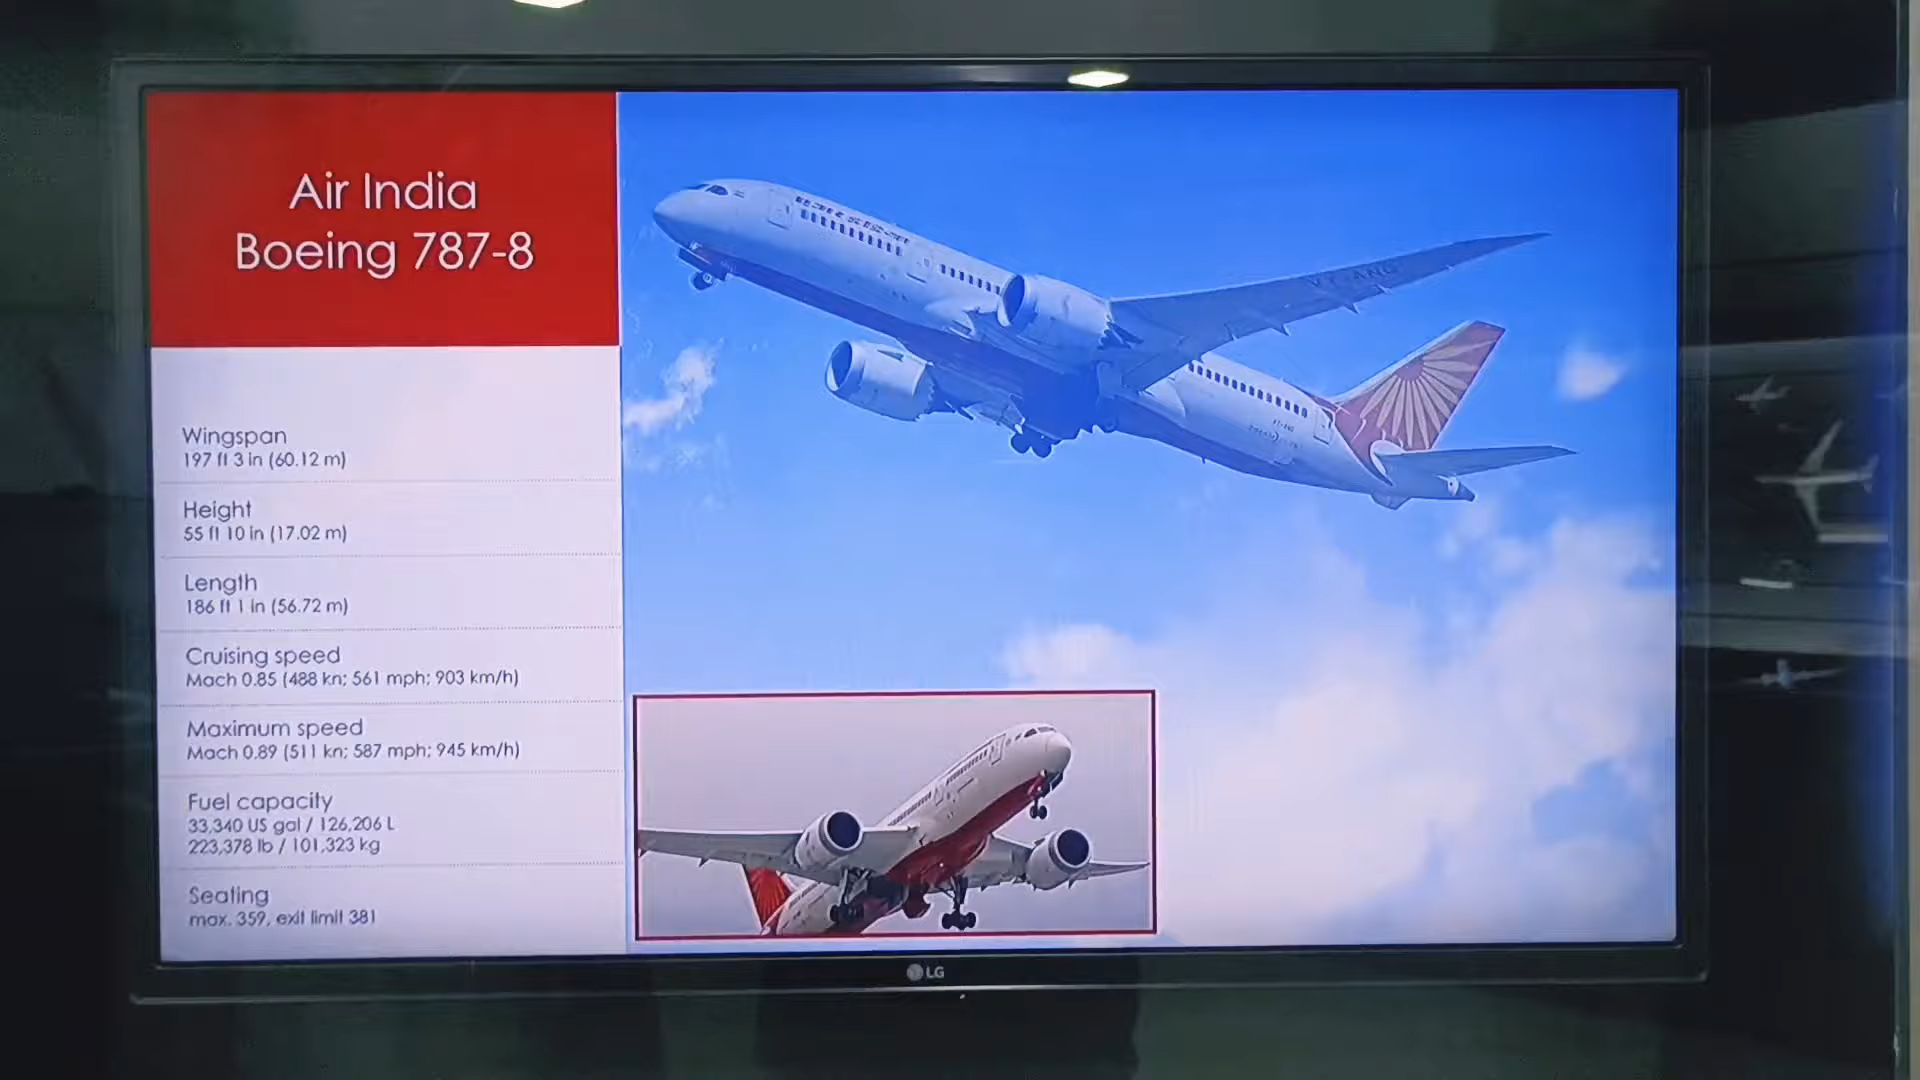 Air India
Boeing 787-8
Wingspan
197 ft 3 in (60.12 m)
Height
55 ft 10 in (17.02 m)
Length
186 ft 1 in (56.72 m)
Cruising speed
Mach 0.85 (488 kn; 561 mph; 903 km/h)
Maximum speed
Mach 0.89 (511 kn; 587 mph; 945 km/h)
Fuel capacity
33,340 US gal / 126,206 L
223,378 lb / 101,323 kg
Seating
max. 359, exit limit 381
VT-ANG
LG